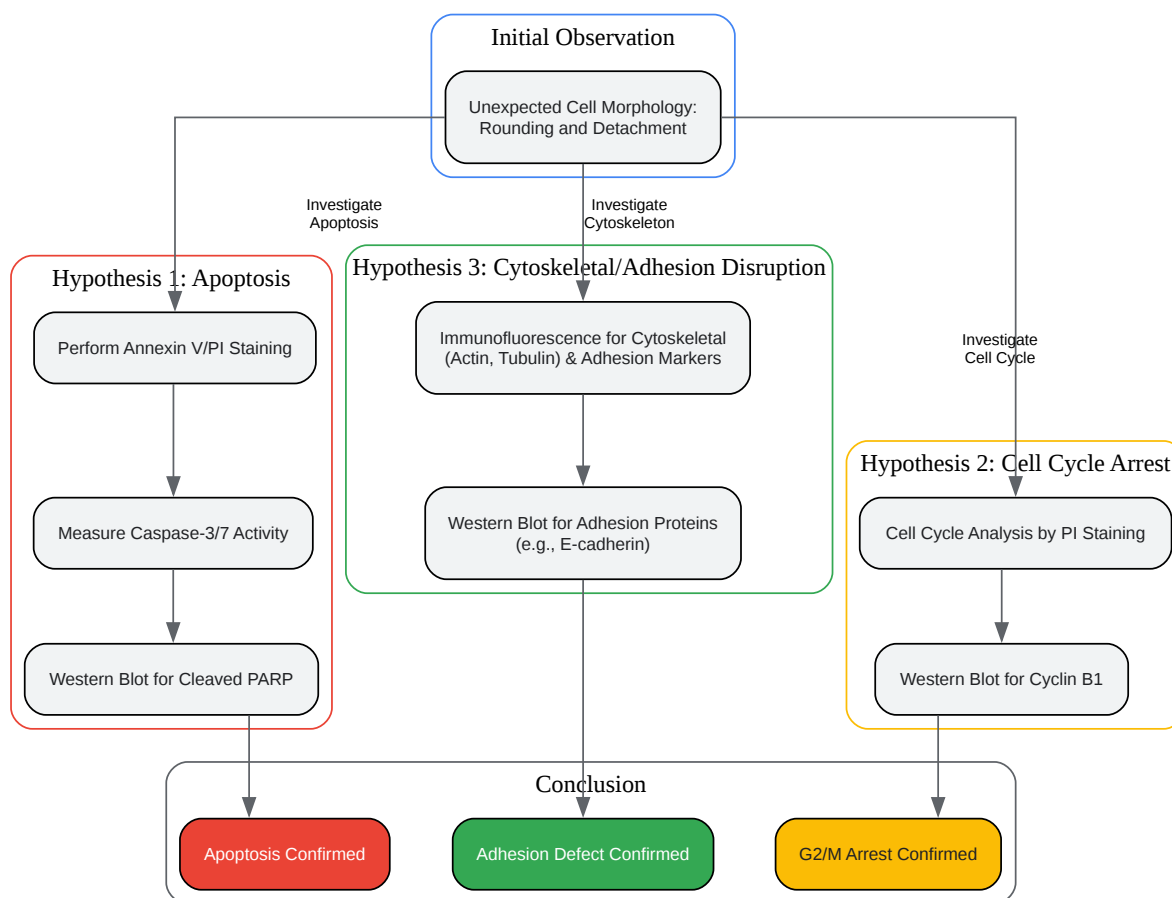 Initial Observation
Unexpected Cell Morphology:
Rounding and Detachment
Investigate
Apoptosis
Investigate
Cytoskeleton
Investigate
Cell Cycle
Hypothesis 1: Apoptosis
Perform Annexin V/PI Staining
Measure Caspase-3/7 Activity
Western Blot for Cleaved PARP
Hypothesis 3: Cytoskeletal/Adhesion Disruption
Immunofluorescence for Cytoskeletal
(Actin, Tubulin) & Adhesion Markers
Western Blot for Adhesion Proteins
(e.g., E-cadherin)
Hypothesis 2: Cell Cycle Arrest
Cell Cycle Analysis by PI Staining
Western Blot for Cyclin B1
Conclusion
Apoptosis Confirmed
Adhesion Defect Confirmed
G2/M Arrest Confirmed